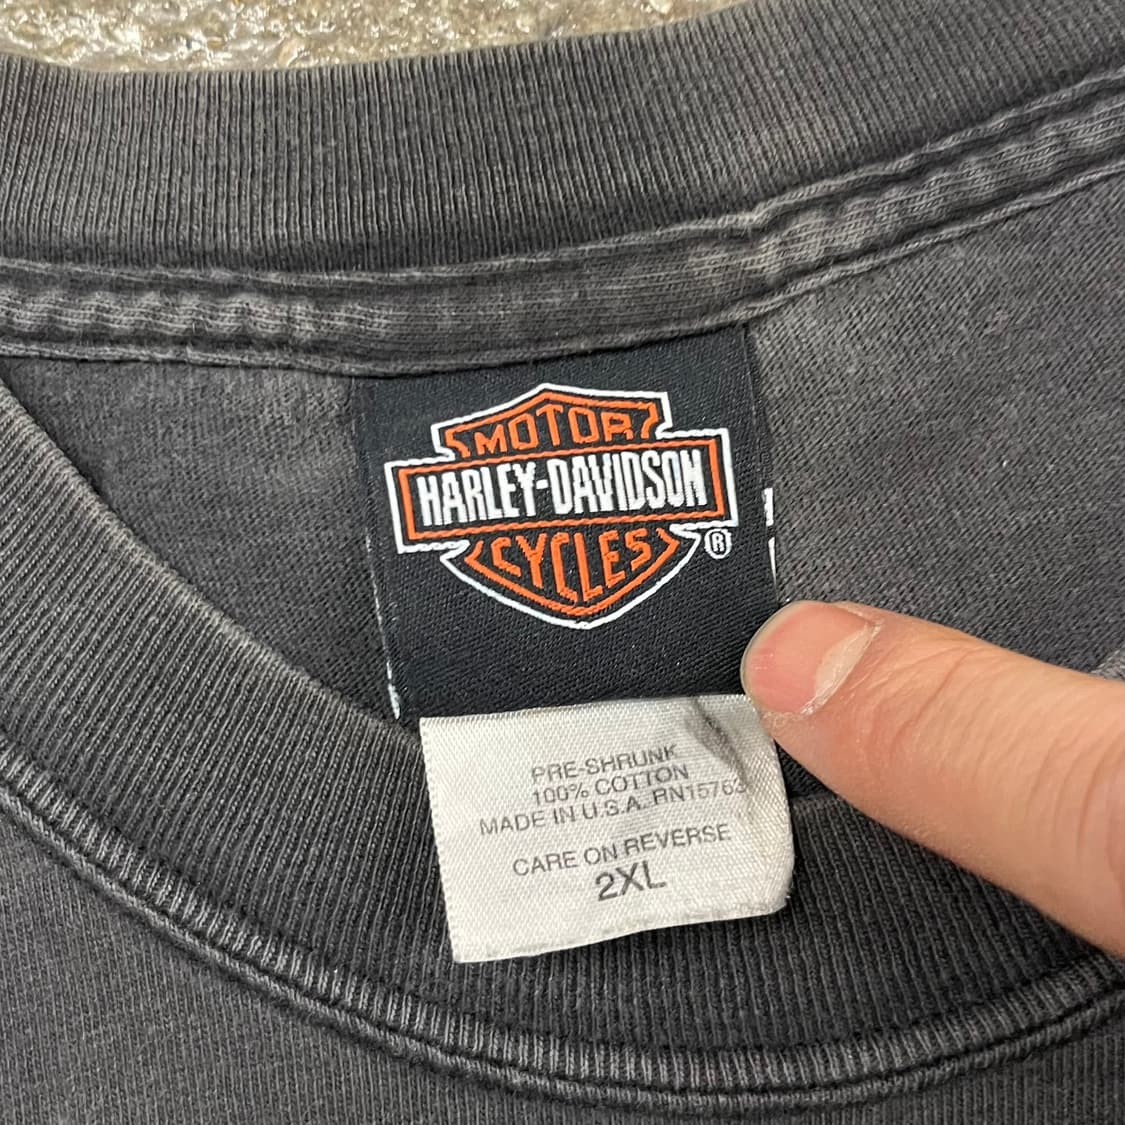 MOTOR
HARLEY-DAVIDSON
CYCLES
®
PRE-SHRUNK
100% COTTON
MADE IN U.S.A. RN15763
CARE ON REVERSE
2XL